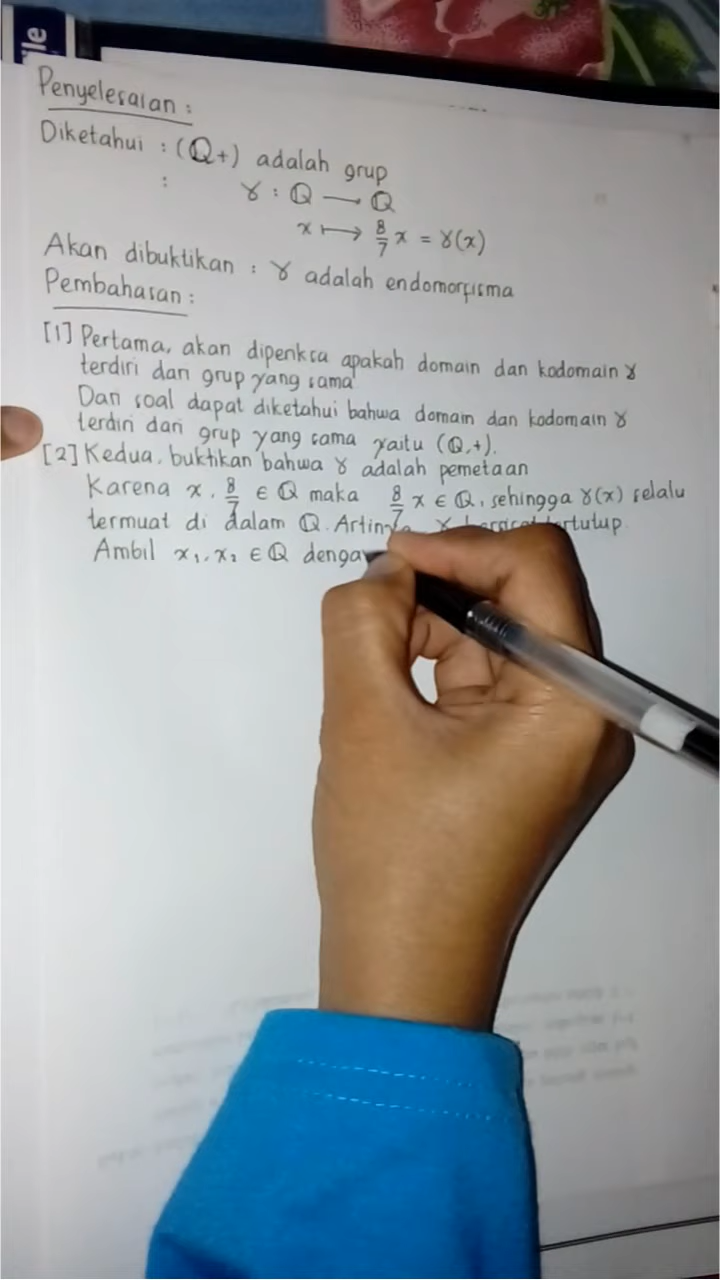 le
Penyelesaian :
Diketahui : (Q+) adalah grup
: γ : Q → Q
x ↦ 8/7 x = γ(x)
Akan dibuktikan : γ adalah endomorfisma
Pembahasan :
[1] Pertama, akan diperiksa apakah domain dan kodomain γ
terdiri dari grup yang sama
Dari soal dapat diketahui bahwa domain dan kodomain γ
terdiri dari grup yang sama yaitu (Q,+).
[2] Kedua, buktikan bahwa γ adalah pemetaan
Karena x, 8/7 ∈ Q maka 8/7 x ∈ Q, sehingga γ(x) selalu
termuat di dalam Q. Artinya γ tertutup.
Ambil x₁, x₂ ∈ Q